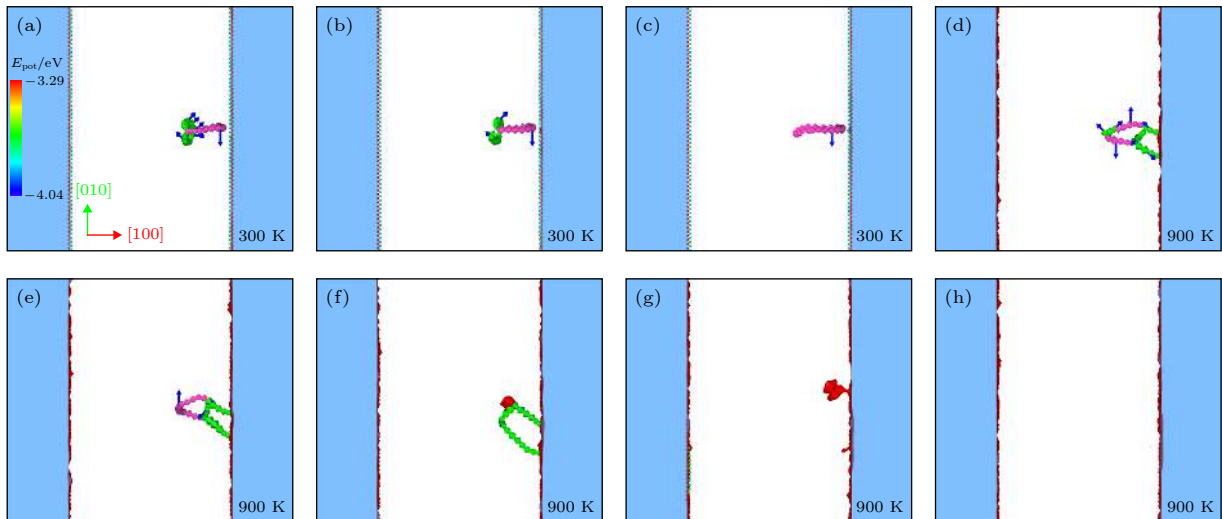 (a)
(b)
(c)
(d)
E_pot/eV
−3.29
−4.04
[010]
[100]
300 K
300 K
300 K
900 K
(e)
(f)
(g)
(h)
900 K
900 K
900 K
900 K